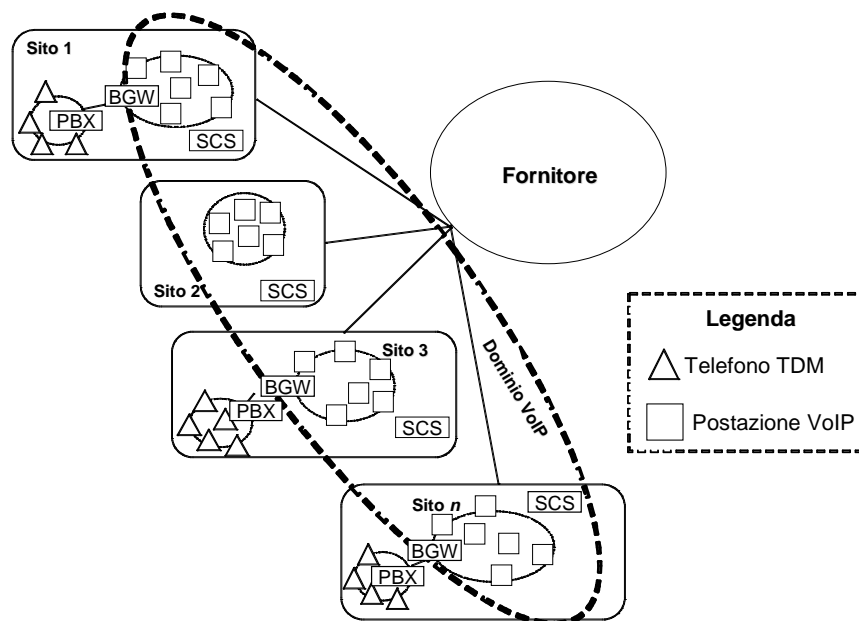 Sito 1
BGW
PBX
SCS
Fornitore
Sito 2
SCS
Sito 3
BGW
PBX
SCS
Dominio VoIP
Sito n
SCS
BGW
PBX
Legenda
Telefono TDM
Postazione VoIP